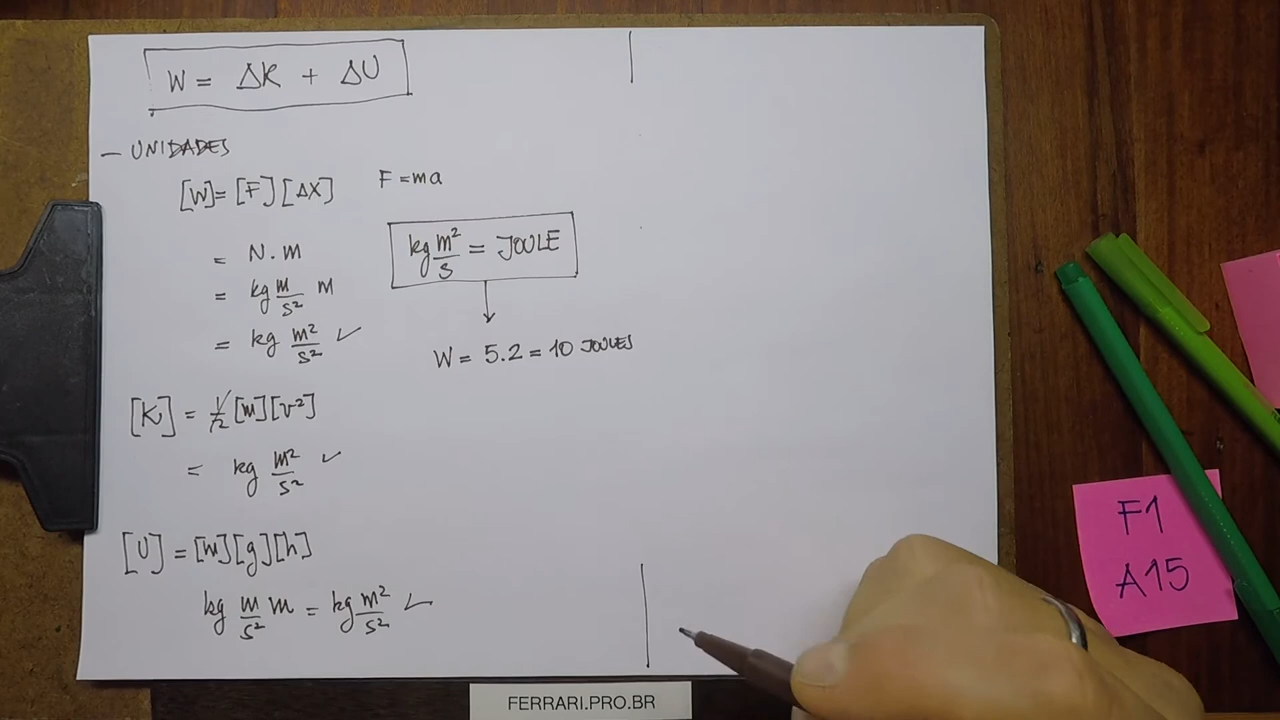 W = ΔK + ΔU
— UNIDADES
[W] = [F] [ΔX]
F = ma
= N.m
= kg m/s² m
= kg m²/s² ✓
kg m²/s = JOULE
W = 5.2 = 10 JOULES
[K] = 1/2 [m] [v²]
= kg m²/s² ✓
[U] = [m] [g] [h]
kg m/s² m = kg m²/s² ✓
F1
A15
FERRARI.PRO.BR